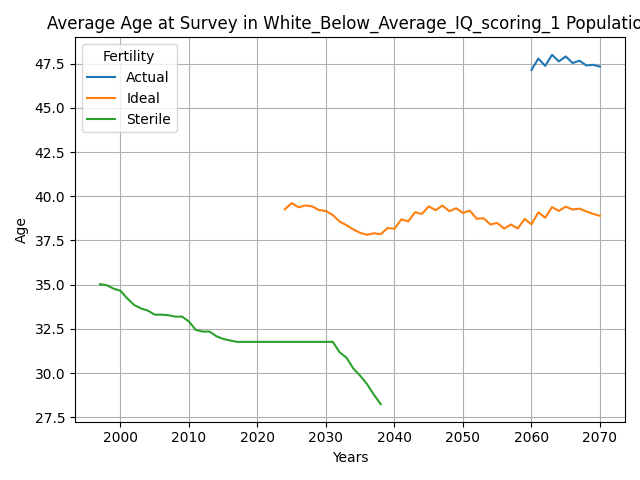 Average Age at Survey in White_Below_Average_IQ_scoring_1 Populatio
Fertility
Actual
Ideal
Sterile
47.5
45.0
42.5
40.0
37.5
35.0
32.5
30.0
27.5
Age
2000 2010 2020 2030 2040 2050 2060 2070
Years